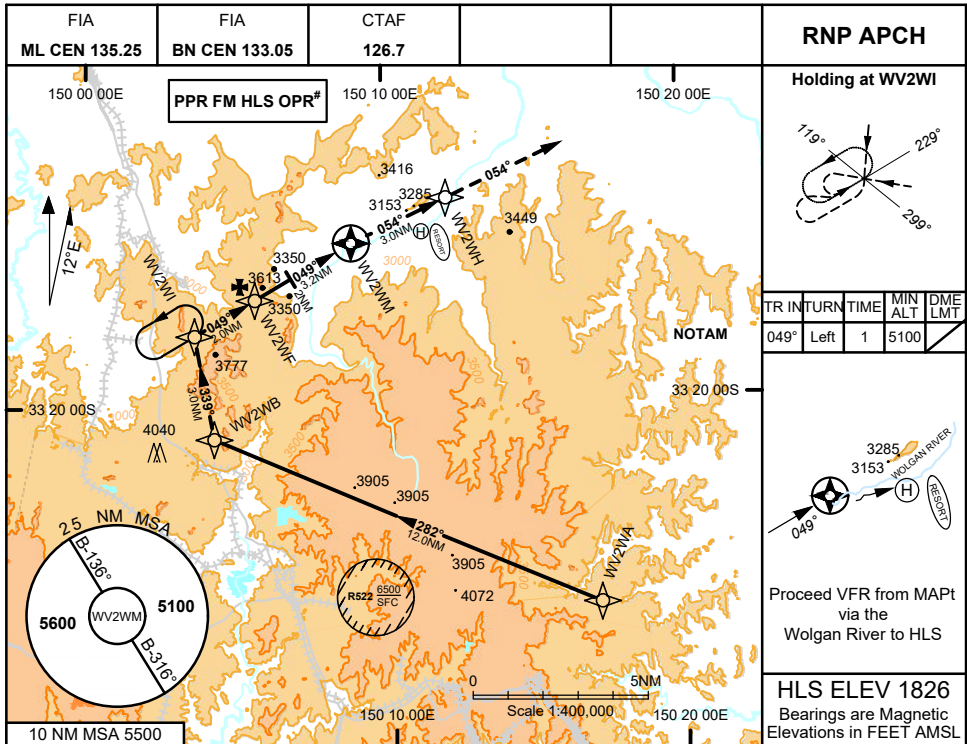 FIA
ML CEN 135.25
FIA
BN CEN 133.05
CTAF
126.7
RNP APCH
150 00 00E
PPR FM HLS OPR#
150 10 00E
150 20 00E
Holding at WV2WI
119°
229°
299°
12°E
3416
054°
3285
3153
054°
3.0NM
H
RESORT
WV2WH
3449
3000
WV2WI
3000
3350
049°
3.2NM
3613
2NM
3350
WV2WM
WV2WF
049°
2.0NM
3777
NOTAM
TR IN TURN TIME MIN ALT DME LMT
049° Left 1 5100
33 20 00S
33 20 00S
3000
3500
339°
3.0NM
WV2WB
3500
3500
4040
3905
3905
282°
12.0NM
3905
WV2WA
4072
R522 6500
SFC
3285
3153
WOLGAN RIVER
H
RESORT
049°
Proceed VFR from MAPt
via the
Wolgan River to HLS
25 NM MSA
B-136°
5600
WV2WM
5100
B-316°
10 NM MSA 5500
0 5NM
Scale 1:400,000
150 10 00E
150 20 00E
HLS ELEV 1826
Bearings are Magnetic
Elevations in FEET AMSL